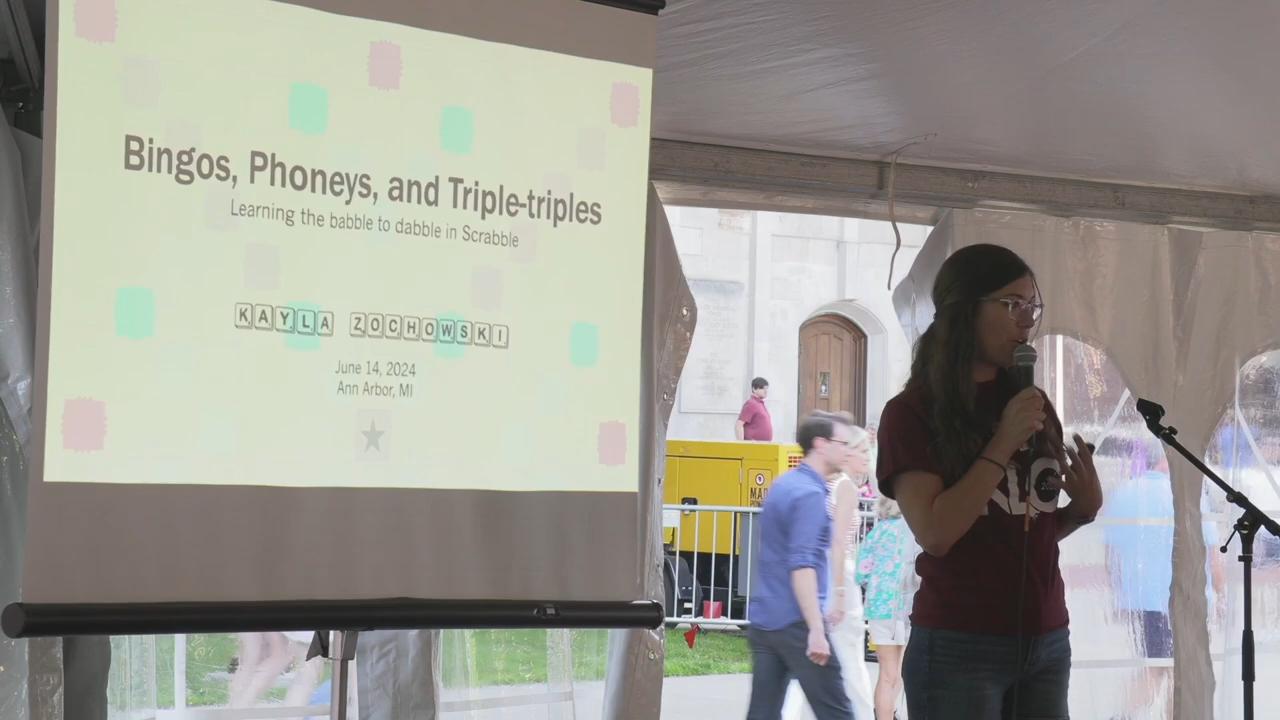 Bingos, Phoneys, and Triple-triples
Learning the babble to dabble in Scrabble
KAYLA ZOCHOWSKI
June 14, 2024
Ann Arbor, MI